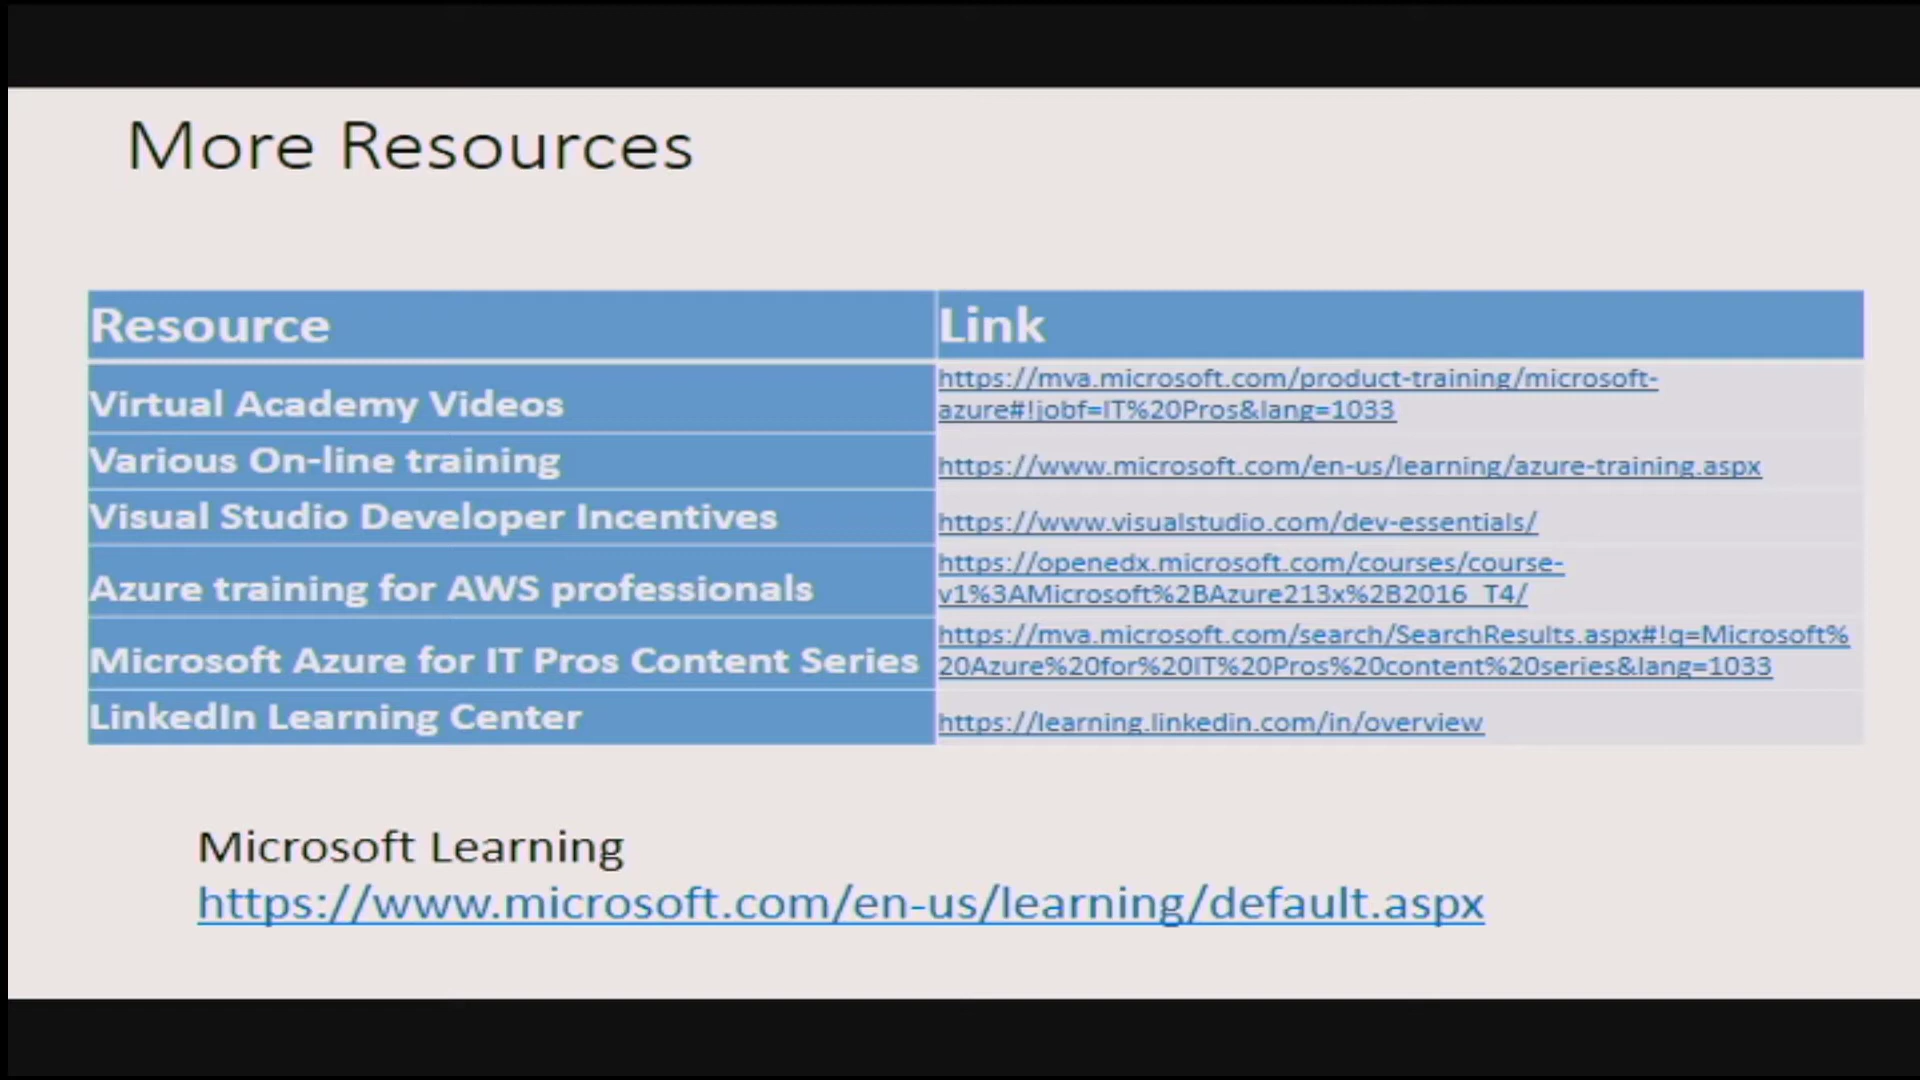 More Resources
Resource
Link
Virtual Academy Videos
https://mva.microsoft.com/product-training/microsoft-
azure#!jobf=IT%20Pros&lang=1033
Various On-line training
https://www.microsoft.com/en-us/learning/azure-training.aspx
Visual Studio Developer Incentives
https://www.visualstudio.com/dev-essentials/
Azure training for AWS professionals
https://openedx.microsoft.com/courses/course-
v1%3AMicrosoft%2BAzure213x%2B2016_T4/
Microsoft Azure for IT Pros Content Series
https://mva.microsoft.com/search/SearchResults.aspx#!q=Microsoft%
20Azure%20for%20IT%20Pros%20content%20series&lang=1033
LinkedIn Learning Center
https://learning.linkedin.com/in/overview
Microsoft Learning
https://www.microsoft.com/en-us/learning/default.aspx